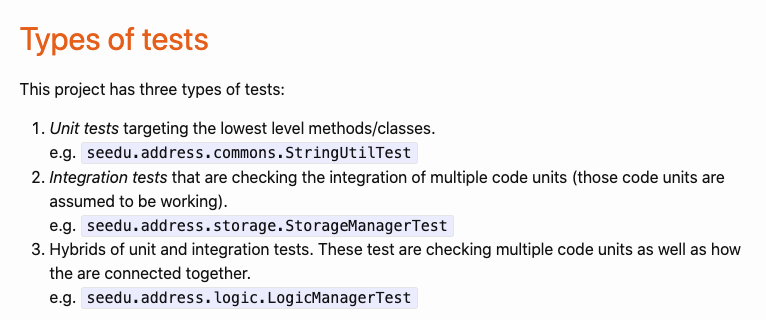 Types of tests
This project has three types of tests:
1. Unit tests targeting the lowest level methods/classes.
e.g. seedu.address.commons.StringUtilTest
2. Integration tests that are checking the integration of multiple code units (those code units are
assumed to be working).
e.g. seedu.address.storage.StorageManagerTest
3. Hybrids of unit and integration tests. These test are checking multiple code units as well as how
the are connected together.
e.g. seedu.address.logic.LogicManagerTest